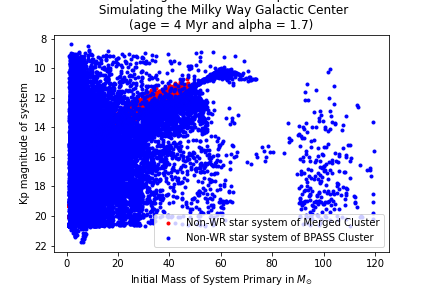 Simulating the Milky Way Galactic Center
(age = 4 Myr and alpha = 1.7)
8
10
12
14
16
18
20
22
Kp magnitude of system
Non-WR star system of Merged Cluster
Non-WR star system of BPASS Cluster
0
20
40
60
80
100
120
Initial Mass of System Primary in M⊙